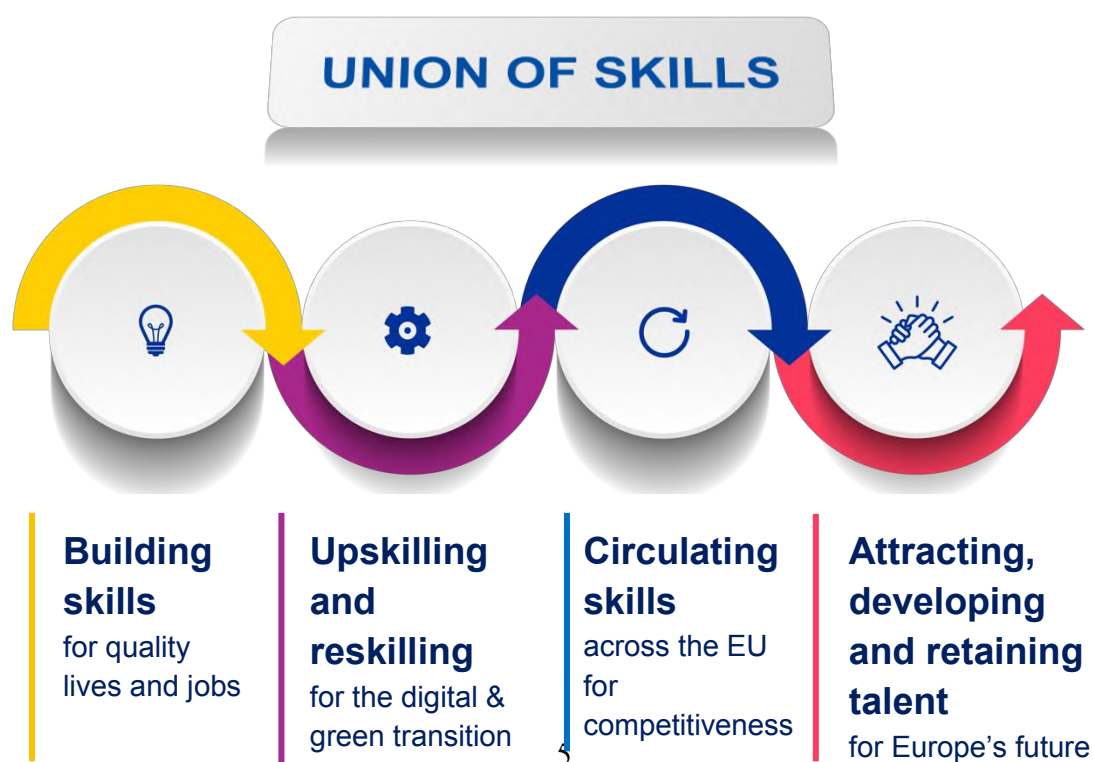 UNION OF SKILLS
Building
skills
for quality
lives and jobs
Upskilling
and
reskilling
for the digital &
green transition
Circulating
skills
across the EU
for
competitiveness
Attracting,
developing
and retaining
talent
for Europe's future
5